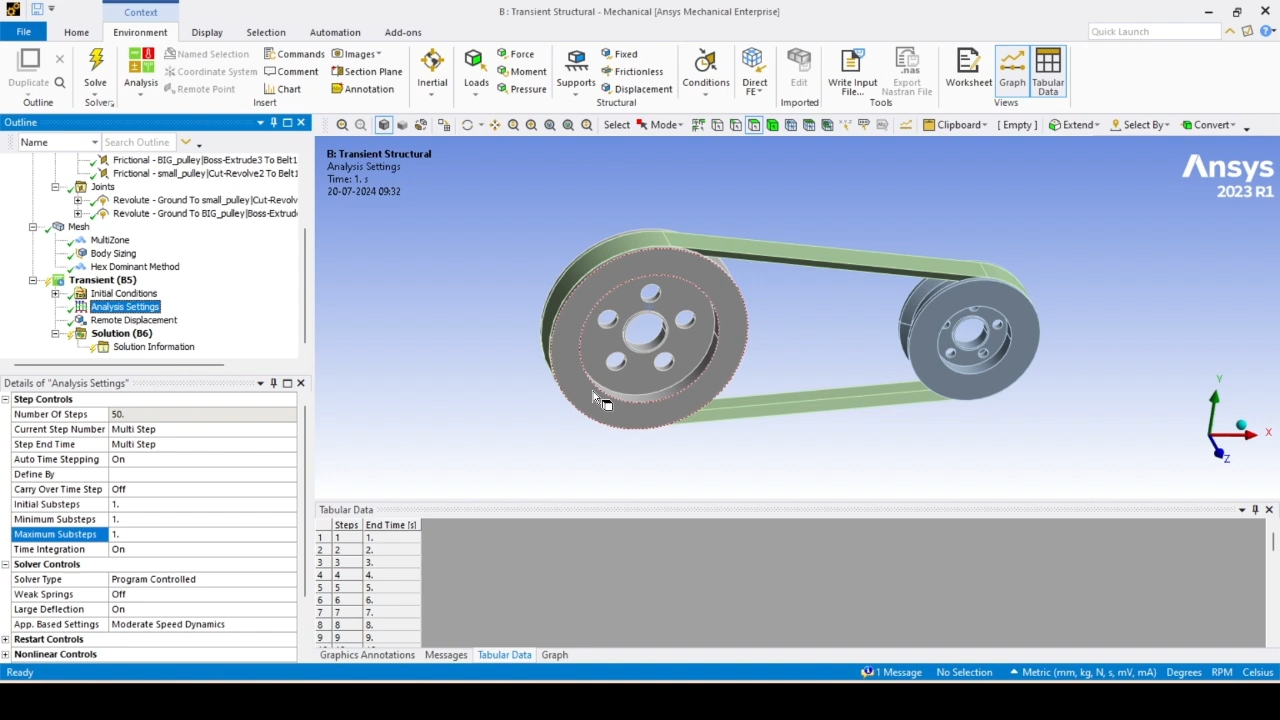 Context
B : Transient Structural - Mechanical [Ansys Mechanical Enterprise]
File Home Environment Display Selection Automation Add-ons
Quick Launch
Duplicate
Outline
Solve
Solvers
Analysis
Named Selection
Coordinate System
Remote Point
Commands
Comment
Chart
Images
Section Plane
Annotation
Insert
Inertial
Loads
Force
Moment
Pressure
Supports
Fixed
Frictionless
Displacement
Structural
Conditions
Direct
FE
Edit
Imported
Write Input
File...
Export
Nastran File
Tools
Worksheet
Graph
Tabular
Data
Views
Outline
Name
Search Outline
Select Mode
Clipboard [ Empty ] Extend Select By Convert
Frictional - BIG_pulley|Boss-Extrude3 To Belt1
Frictional - small_pulley|Cut-Revolve2 To Belt1
Joints
Revolute - Ground To small_pulley|Cut-Revolv
Revolute - Ground To BIG_pulley|Boss-Extrud
Mesh
MultiZone
Body Sizing
Hex Dominant Method
Transient (B5)
Initial Conditions
Analysis Settings
Remote Displacement
Solution (B6)
Solution Information
Details of "Analysis Settings"
Step Controls
Number Of Steps 50.
Current Step Number Multi Step
Step End Time Multi Step
Auto Time Stepping On
Define By
Carry Over Time Step Off
Initial Substeps 1.
Minimum Substeps 1.
Maximum Substeps 1.
Time Integration On
Solver Controls
Solver Type Program Controlled
Weak Springs Off
Large Deflection On
App. Based Settings Moderate Speed Dynamics
Restart Controls
Nonlinear Controls
B: Transient Structural
Analysis Settings
Time: 1. s
20-07-2024 09:32
Ansys
2023 R1
Y
X
Z
Tabular Data
Steps End Time [s]
1 1 1.
2 2 2.
3 3 3.
4 4 4.
5 5 5.
6 6 6.
7 7 7.
8 8 8.
9 9 9.
Graphics Annotations Messages Tabular Data Graph
Ready
1 Message
No Selection
Metric (mm, kg, N, s, mV, mA) Degrees RPM Celsius